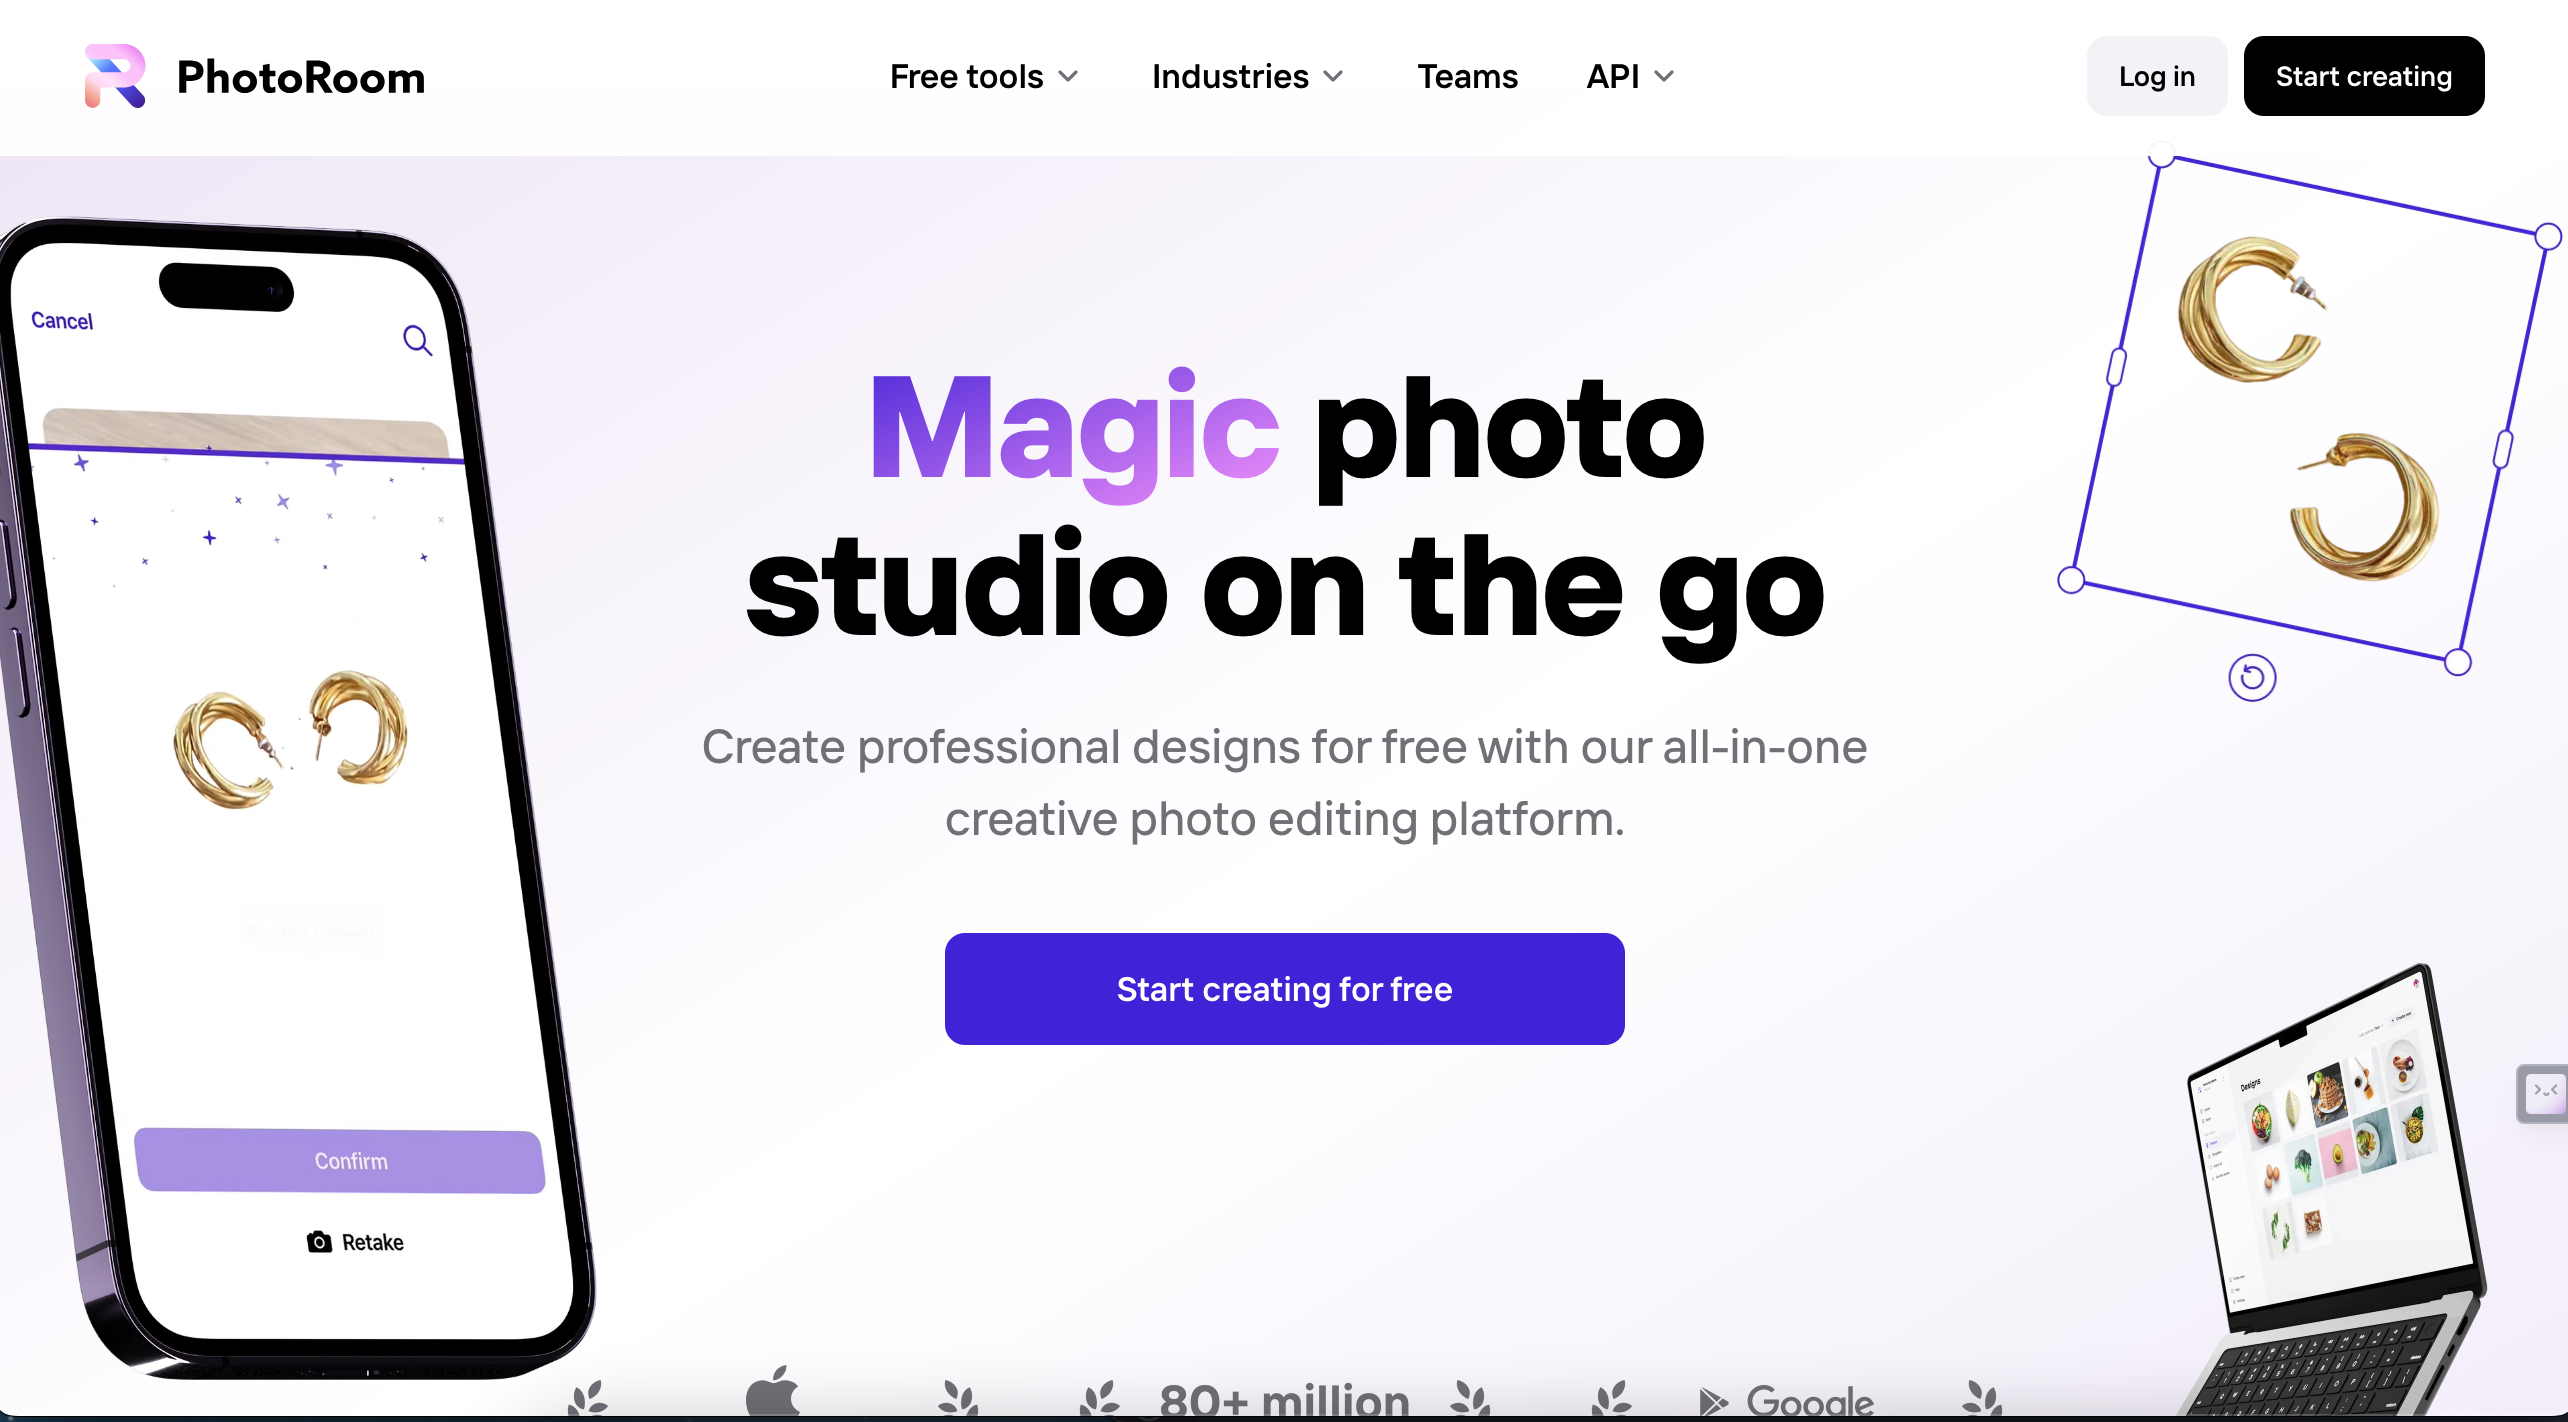 PhotoRoom
Free tools
Industries
Teams
API
Log in
Start creating
Cancel
Magic photo
studio on the go
Create professional designs for free with our all-in-one
creative photo editing platform.
Start creating for free
Confirm
Retake
Designs
80+ million
Google